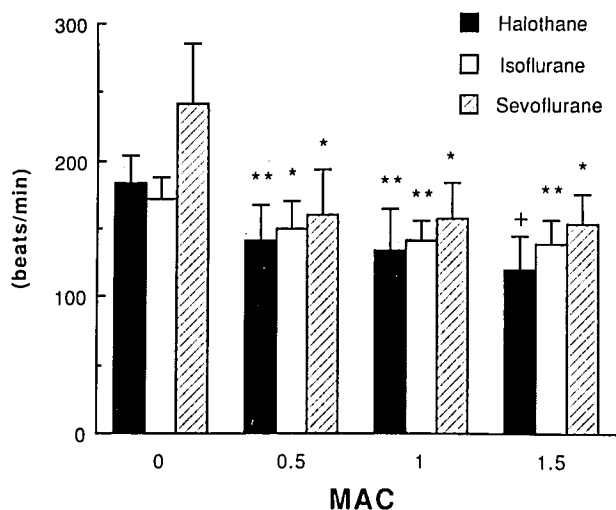 300
200
100
0
(beats/min)
Halothane
Isoflurane
Sevoflurane
** * *
** ** *
+ ** *
0 0.5 1 1.5
MAC